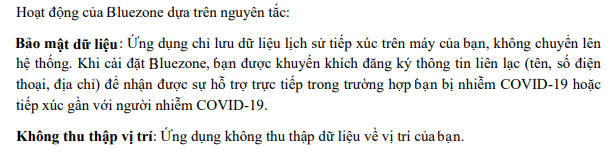 Hoạt động của Bluezone dựa trên nguyên tắc:
Bảo mật dữ liệu: Ứng dụng chỉ lưu dữ liệu lịch sử tiếp xúc trên máy của bạn, không chuyển lên
hệ thống. Khi cài đặt Bluezone, bạn được khuyến khích đăng ký thông tin liên lạc (tên, số điện
thoại, địa chỉ) để nhận được sự hỗ trợ trực tiếp trong trường hợp bạn bị nhiễm COVID-19 hoặc
tiếp xúc gần với người nhiễm COVID-19.
Không thu thập vị trí: Ứng dụng không thu thập dữ liệu về vị trí của bạn.